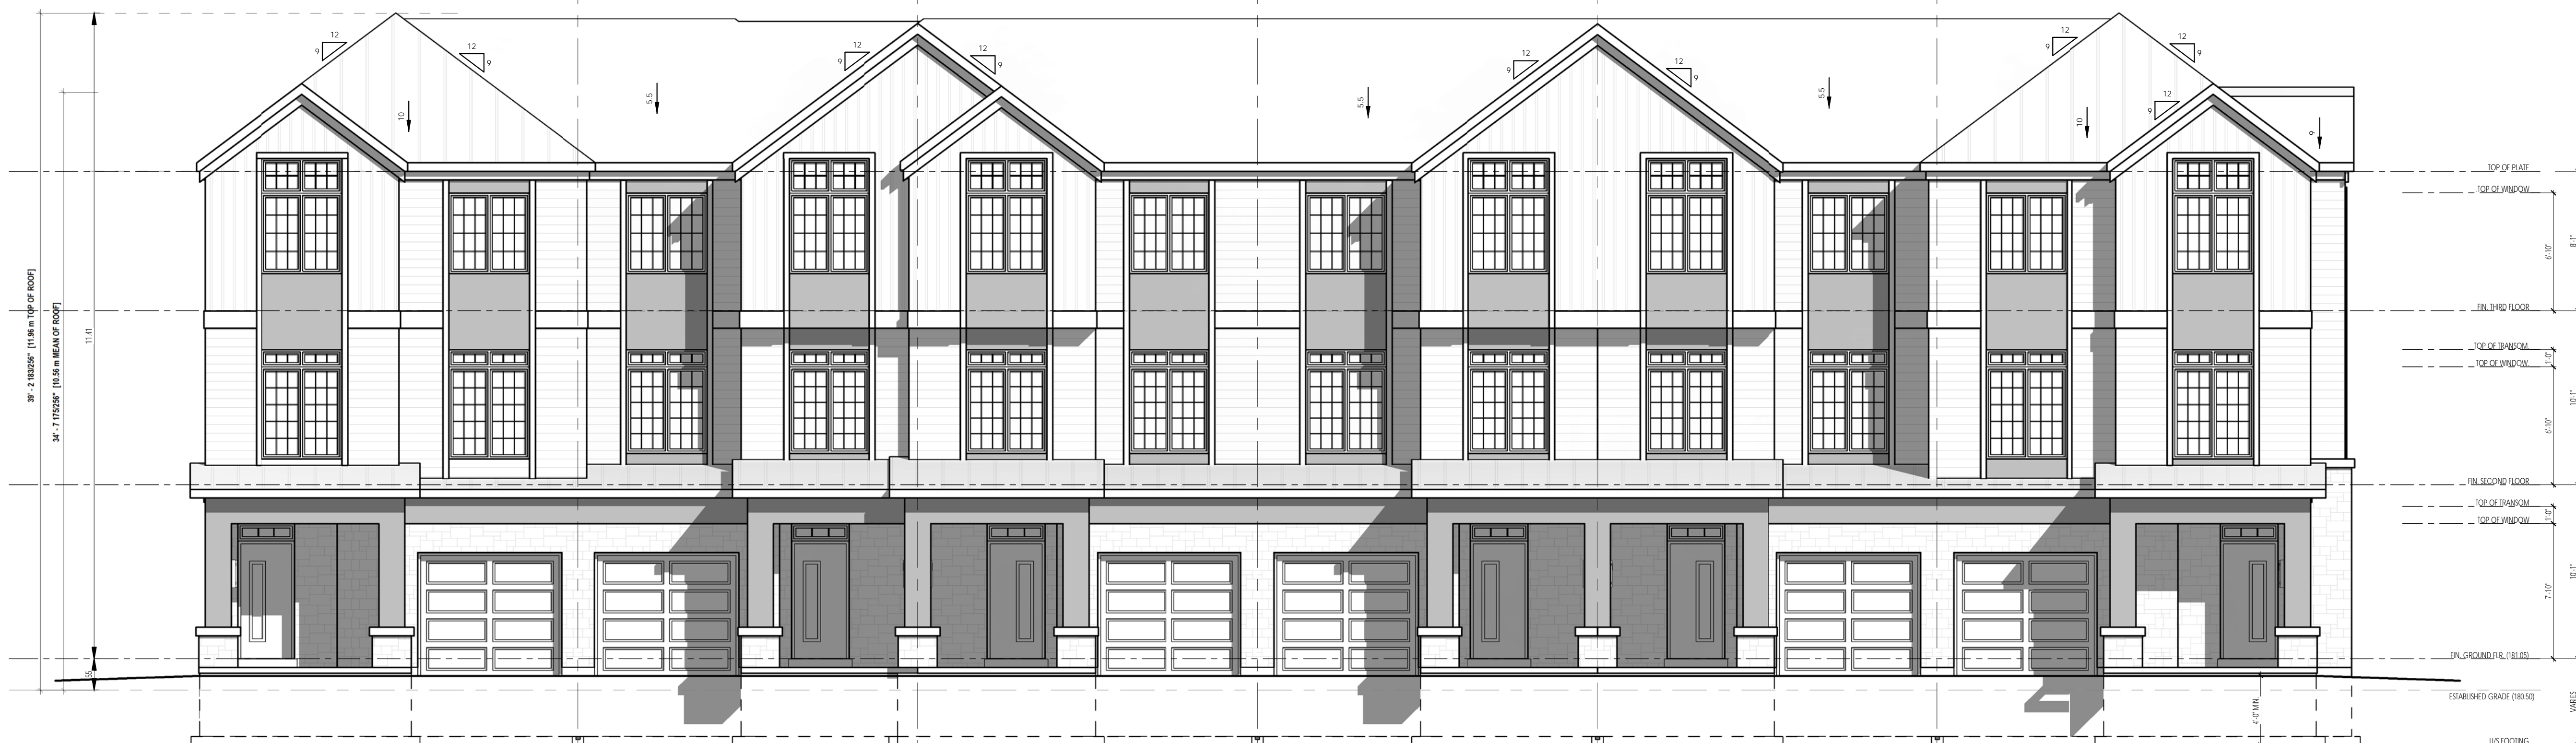 12
9
12
9
12
9
12
9
12
9
12
9
12
9
12
9
12
9
10
5.5
5.5
5.5
10
9
39' - 2 183/256" [11.96 m TOP OF ROOF]
34' - 7 175/256" [10.56 m MEAN OF ROOF]
11.41
.55
TOP OF PLATE
TOP OF WINDOW
6'-10"
8'-1"
FIN. THIRD FLOOR
TOP OF TRANSOM
1'-0"
TOP OF WINDOW
10'-1"
6'-10"
FIN. SECOND FLOOR
TOP OF TRANSOM
1'-0"
TOP OF WINDOW
10'-1"
7'-10"
FIN. GROUND FLR. (181.05)
ESTABLISHED GRADE (180.50)
4'-0" MIN.
VARIES
U/S FOOTING